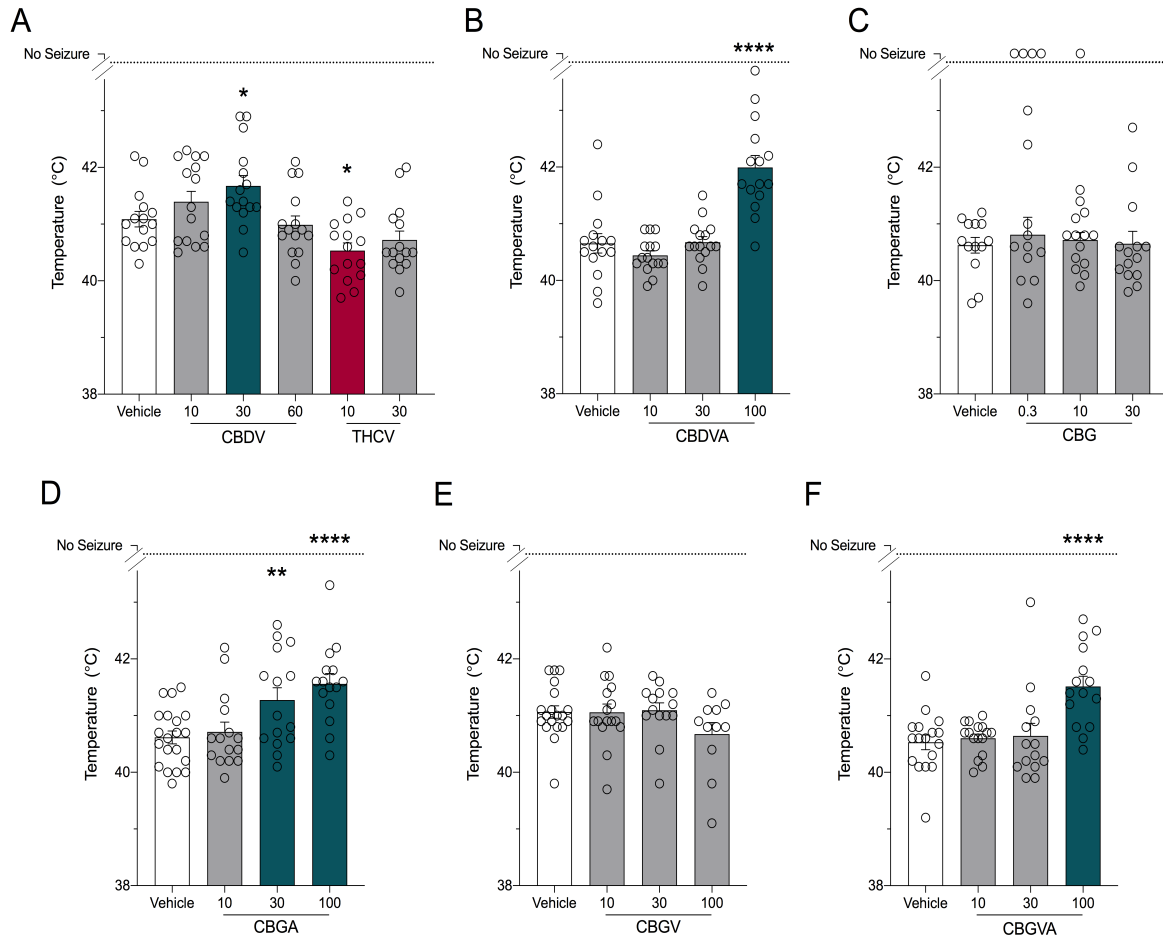 A
No Seizure
*
*
Temperature (°C)
42
40
38
Vehicle 10 30 60 10 30
CBDV THCV
B
No Seizure
****
Temperature (°C)
42
40
38
Vehicle 10 30 100
CBDVA
C
No Seizure
Temperature (°C)
42
40
38
Vehicle 0.3 10 30
CBG
D
No Seizure
****
**
Temperature (°C)
42
40
38
Vehicle 10 30 100
CBGA
E
No Seizure
Temperature (°C)
42
40
38
Vehicle 10 30 100
CBGV
F
No Seizure
****
Temperature (°C)
42
40
38
Vehicle 10 30 100
CBGVA